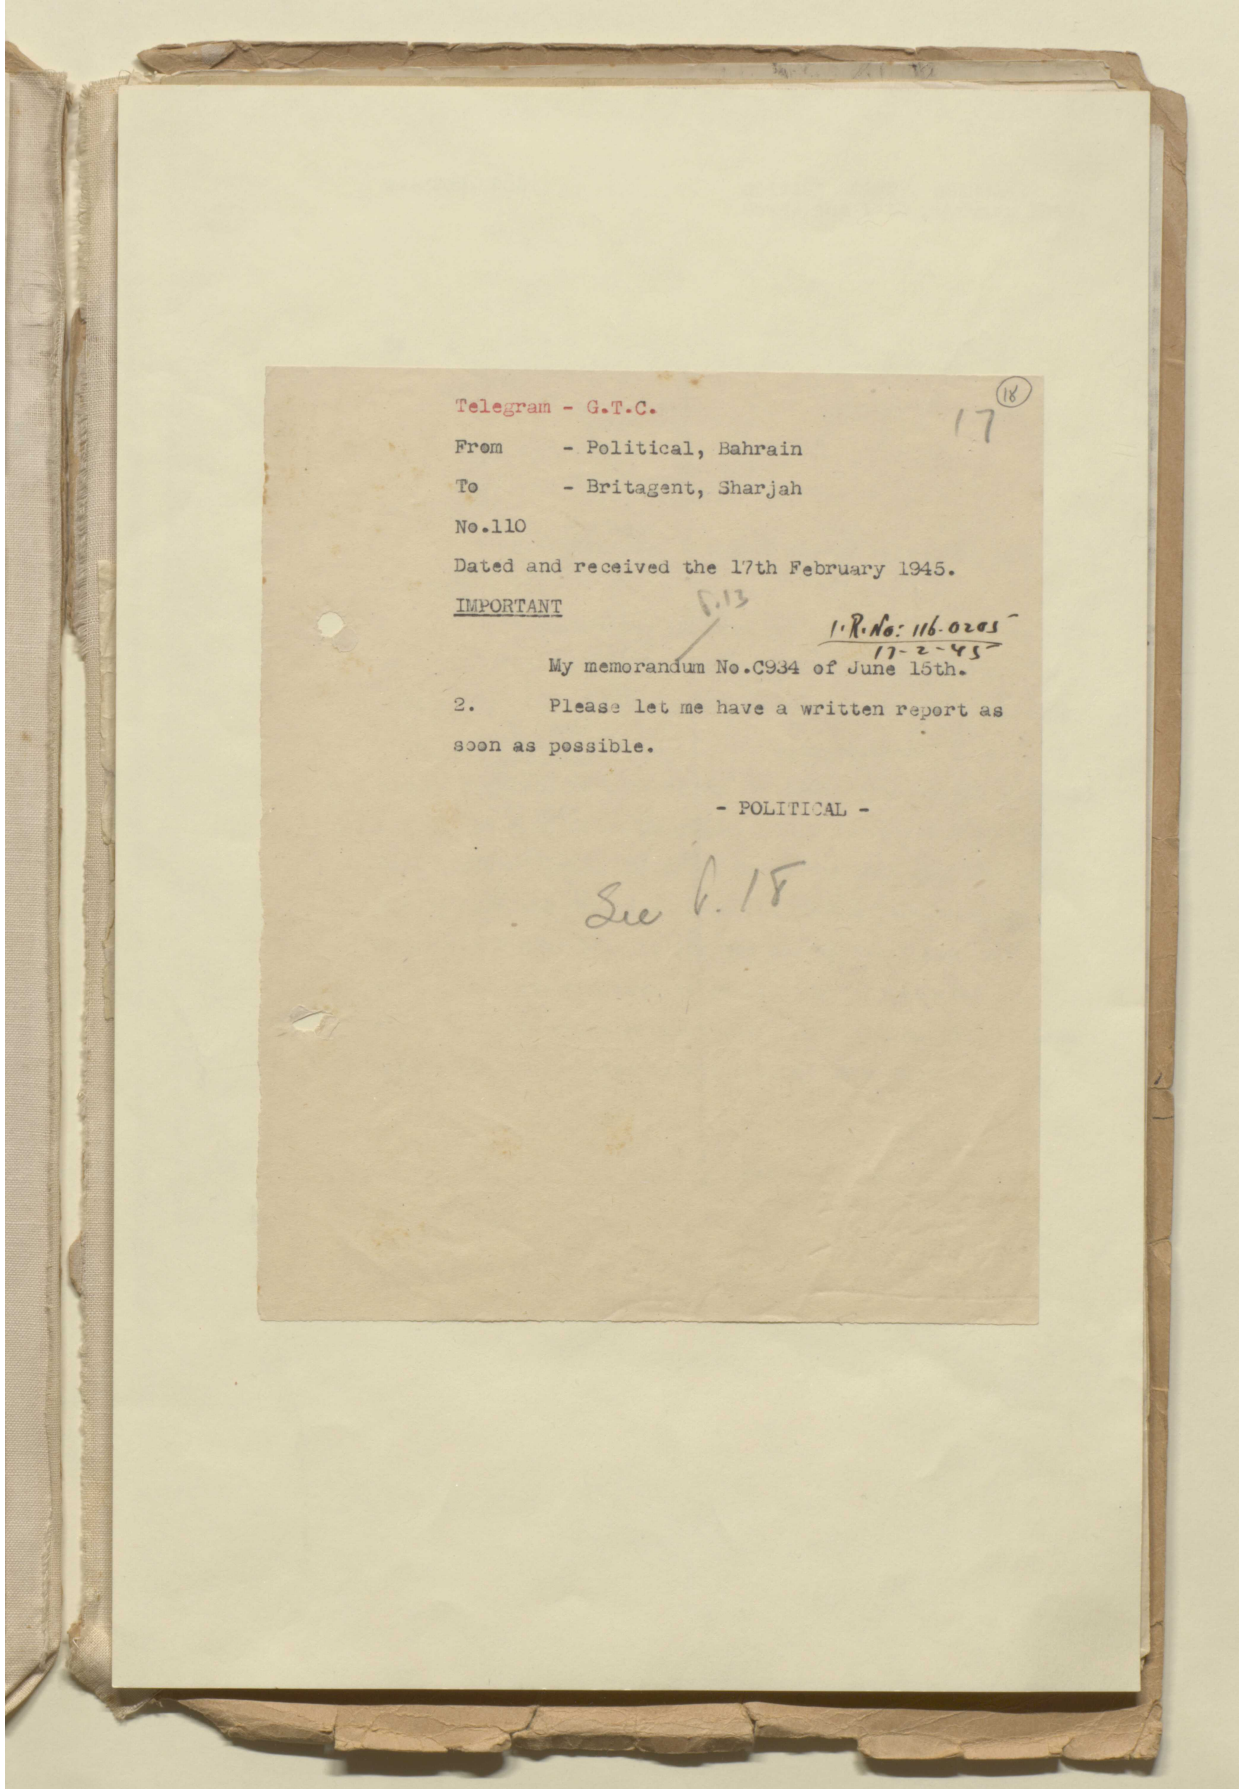 18
17
Telegram - G.T.C.
From - Political, Bahrain
To - Britagent, Sharjah
No.110
Dated and received the 17th February 1945.
IMPORTANT
P.13
I.R.No: 116-0205
17-2-45
My memorandum No.C934 of June 15th.
2. Please let me have a written report as
soon as possible.
- POLITICAL -
See P.18